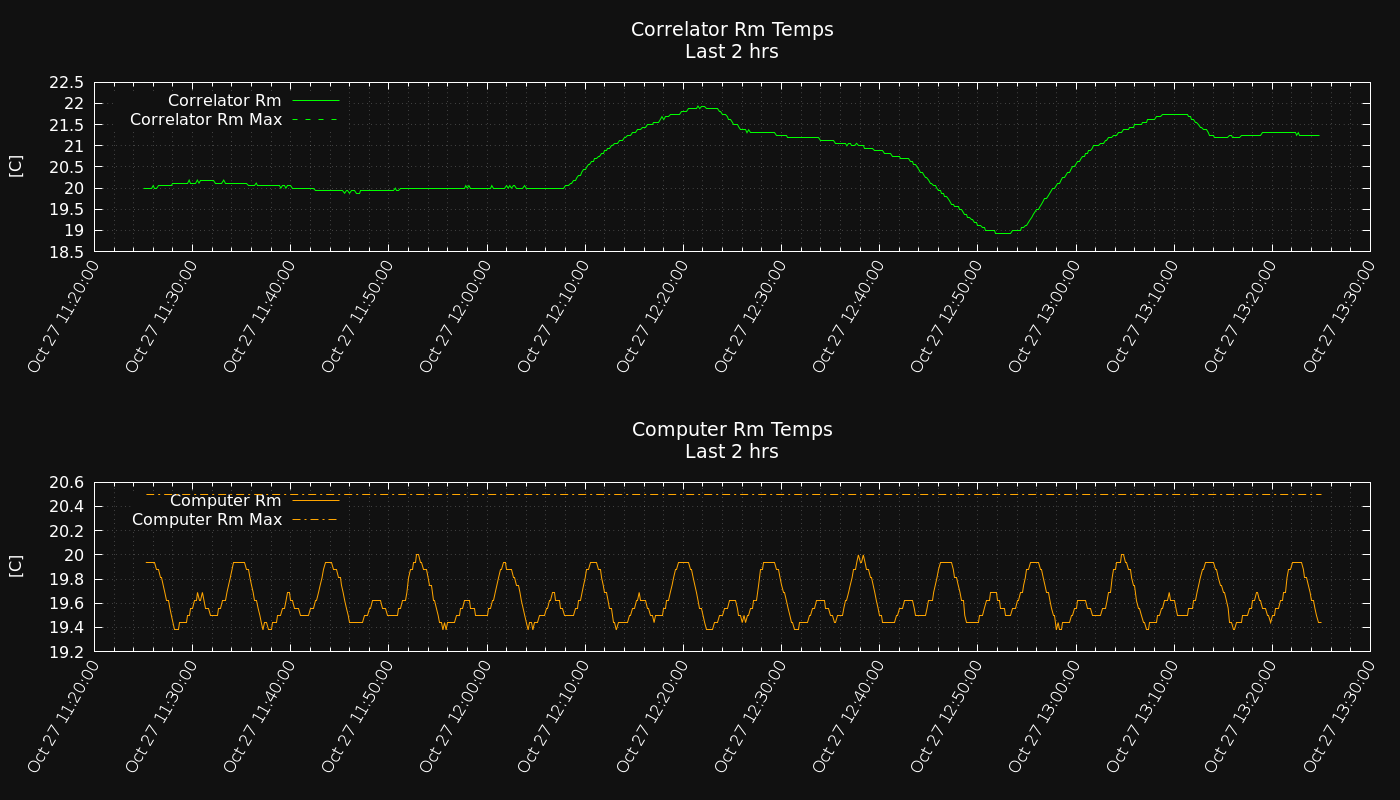 Correlator Rm Temps
Last 2 hrs
22.5
22
21.5
21
20.5
20
19.5
19
18.5
[C]
Correlator Rm
Correlator Rm Max
Oct 27 11:20:00
Oct 27 11:30:00
Oct 27 11:40:00
Oct 27 11:50:00
Oct 27 12:00:00
Oct 27 12:10:00
Oct 27 12:20:00
Oct 27 12:30:00
Oct 27 12:40:00
Oct 27 12:50:00
Oct 27 13:00:00
Oct 27 13:10:00
Oct 27 13:20:00
Oct 27 13:30:00
Computer Rm Temps
Last 2 hrs
20.6
20.4
20.2
20
19.8
19.6
19.4
19.2
[C]
Computer Rm
Computer Rm Max
Oct 27 11:20:00
Oct 27 11:30:00
Oct 27 11:40:00
Oct 27 11:50:00
Oct 27 12:00:00
Oct 27 12:10:00
Oct 27 12:20:00
Oct 27 12:30:00
Oct 27 12:40:00
Oct 27 12:50:00
Oct 27 13:00:00
Oct 27 13:10:00
Oct 27 13:20:00
Oct 27 13:30:00